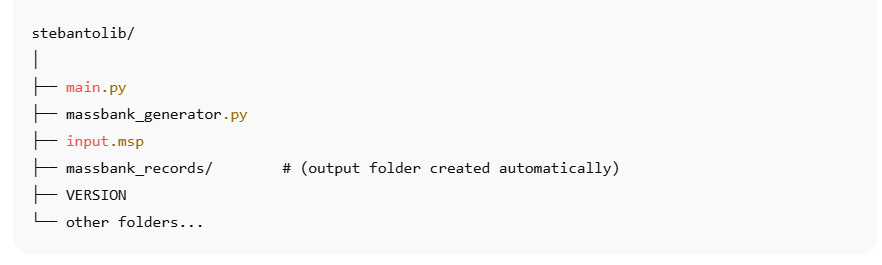 stebantolib/
│
├── main.py
├── massbank_generator.py
├── input.msp
├── massbank_records/        # (output folder created automatically)
├── VERSION
└── other folders...